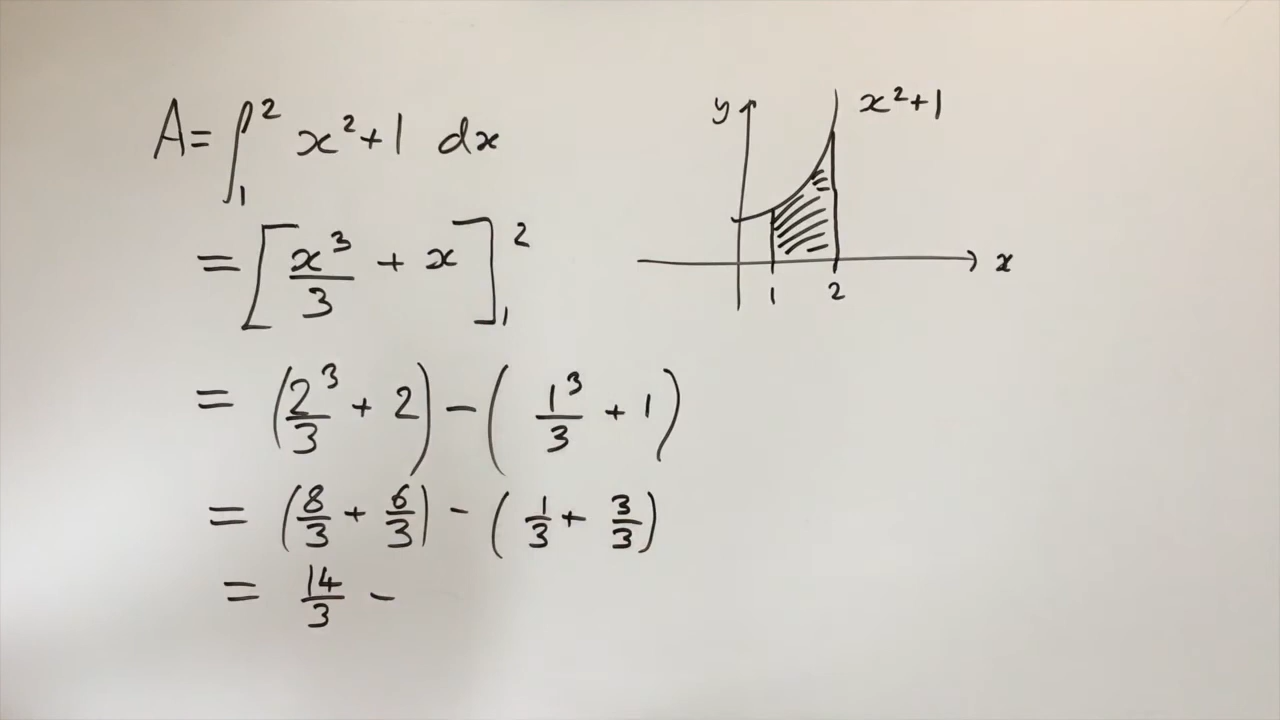 A = ∫₁² x² + 1 dx
= [x³/3 + x]₁²
= (2³/3 + 2) - (1³/3 + 1)
= (8/3 + 6/3) - (1/3 + 3/3)
= 14/3 -
y
x² + 1
x
1 2